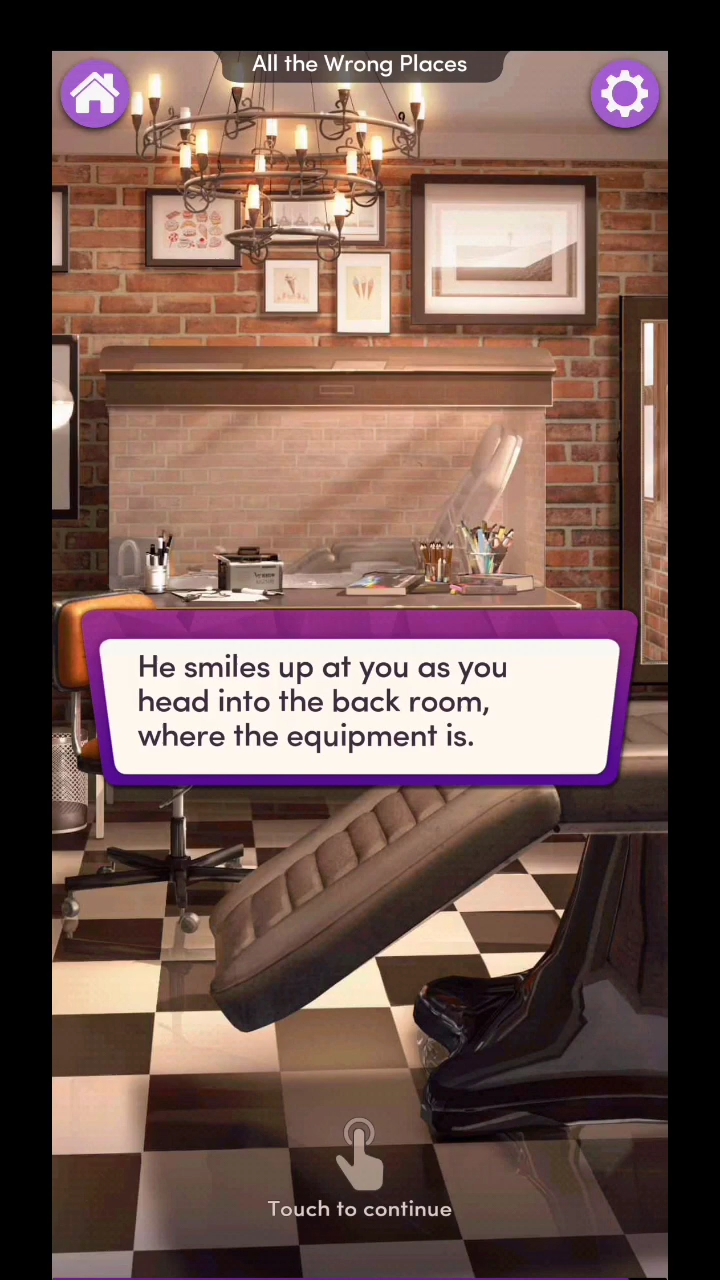 All the Wrong Places
He smiles up at you as you
head into the back room,
where the equipment is.
Touch to continue